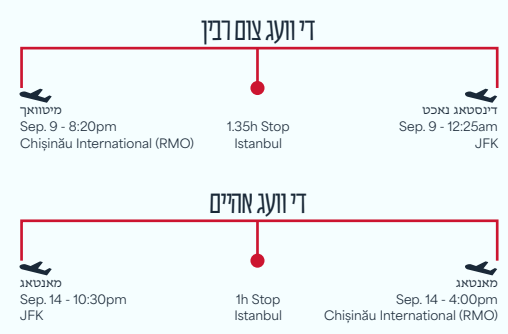 די וועג צום רבין
דינסטאג נאכט
Sep. 9 - 12:25am
JFK
1.35h Stop
Istanbul
מיטוואך
Sep. 9 - 8:20pm
Chișinău International (RMO)
די וועג אהיים
מאנטאג
Sep. 14 - 4:00pm
Chișinău International (RMO)
1h Stop
Istanbul
מאנטאג
Sep. 14 - 10:30pm
JFK